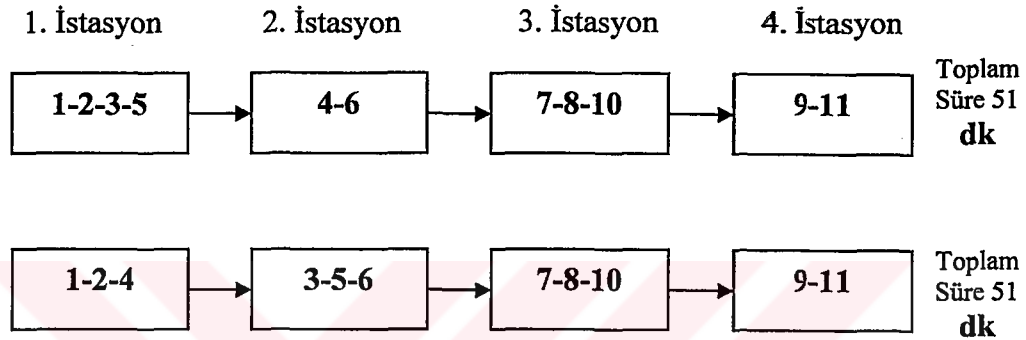 1. İstasyon 2. İstasyon 3. İstasyon 4. İstasyon
1-2-3-5 4-6 7-8-10 9-11
Toplam
Süre 51
dk
1-2-4 3-5-6 7-8-10 9-11
Toplam
Süre 51
dk